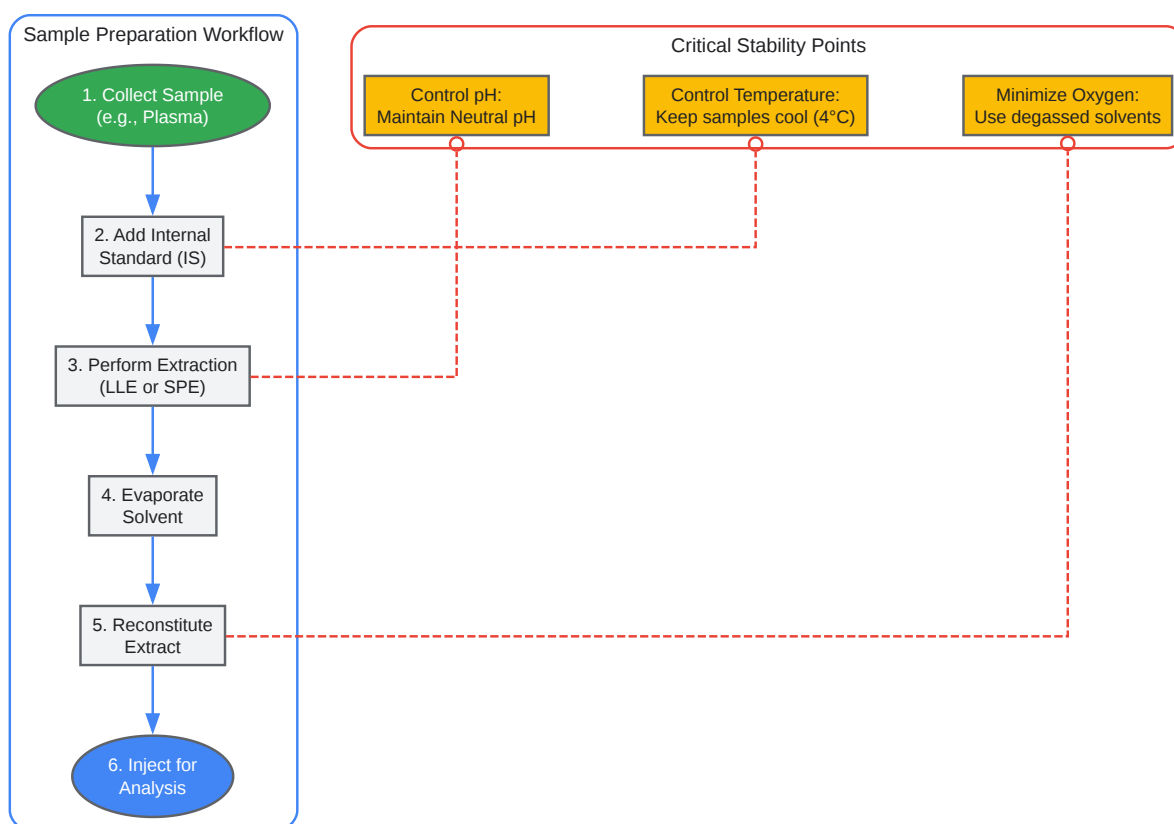 Sample Preparation Workflow
1. Collect Sample
(e.g., Plasma)
2. Add Internal
Standard (IS)
3. Perform Extraction
(LLE or SPE)
4. Evaporate
Solvent
5. Reconstitute
Extract
6. Inject for
Analysis
Critical Stability Points
Control pH:
Maintain Neutral pH
Control Temperature:
Keep samples cool (4°C)
Minimize Oxygen:
Use degassed solvents